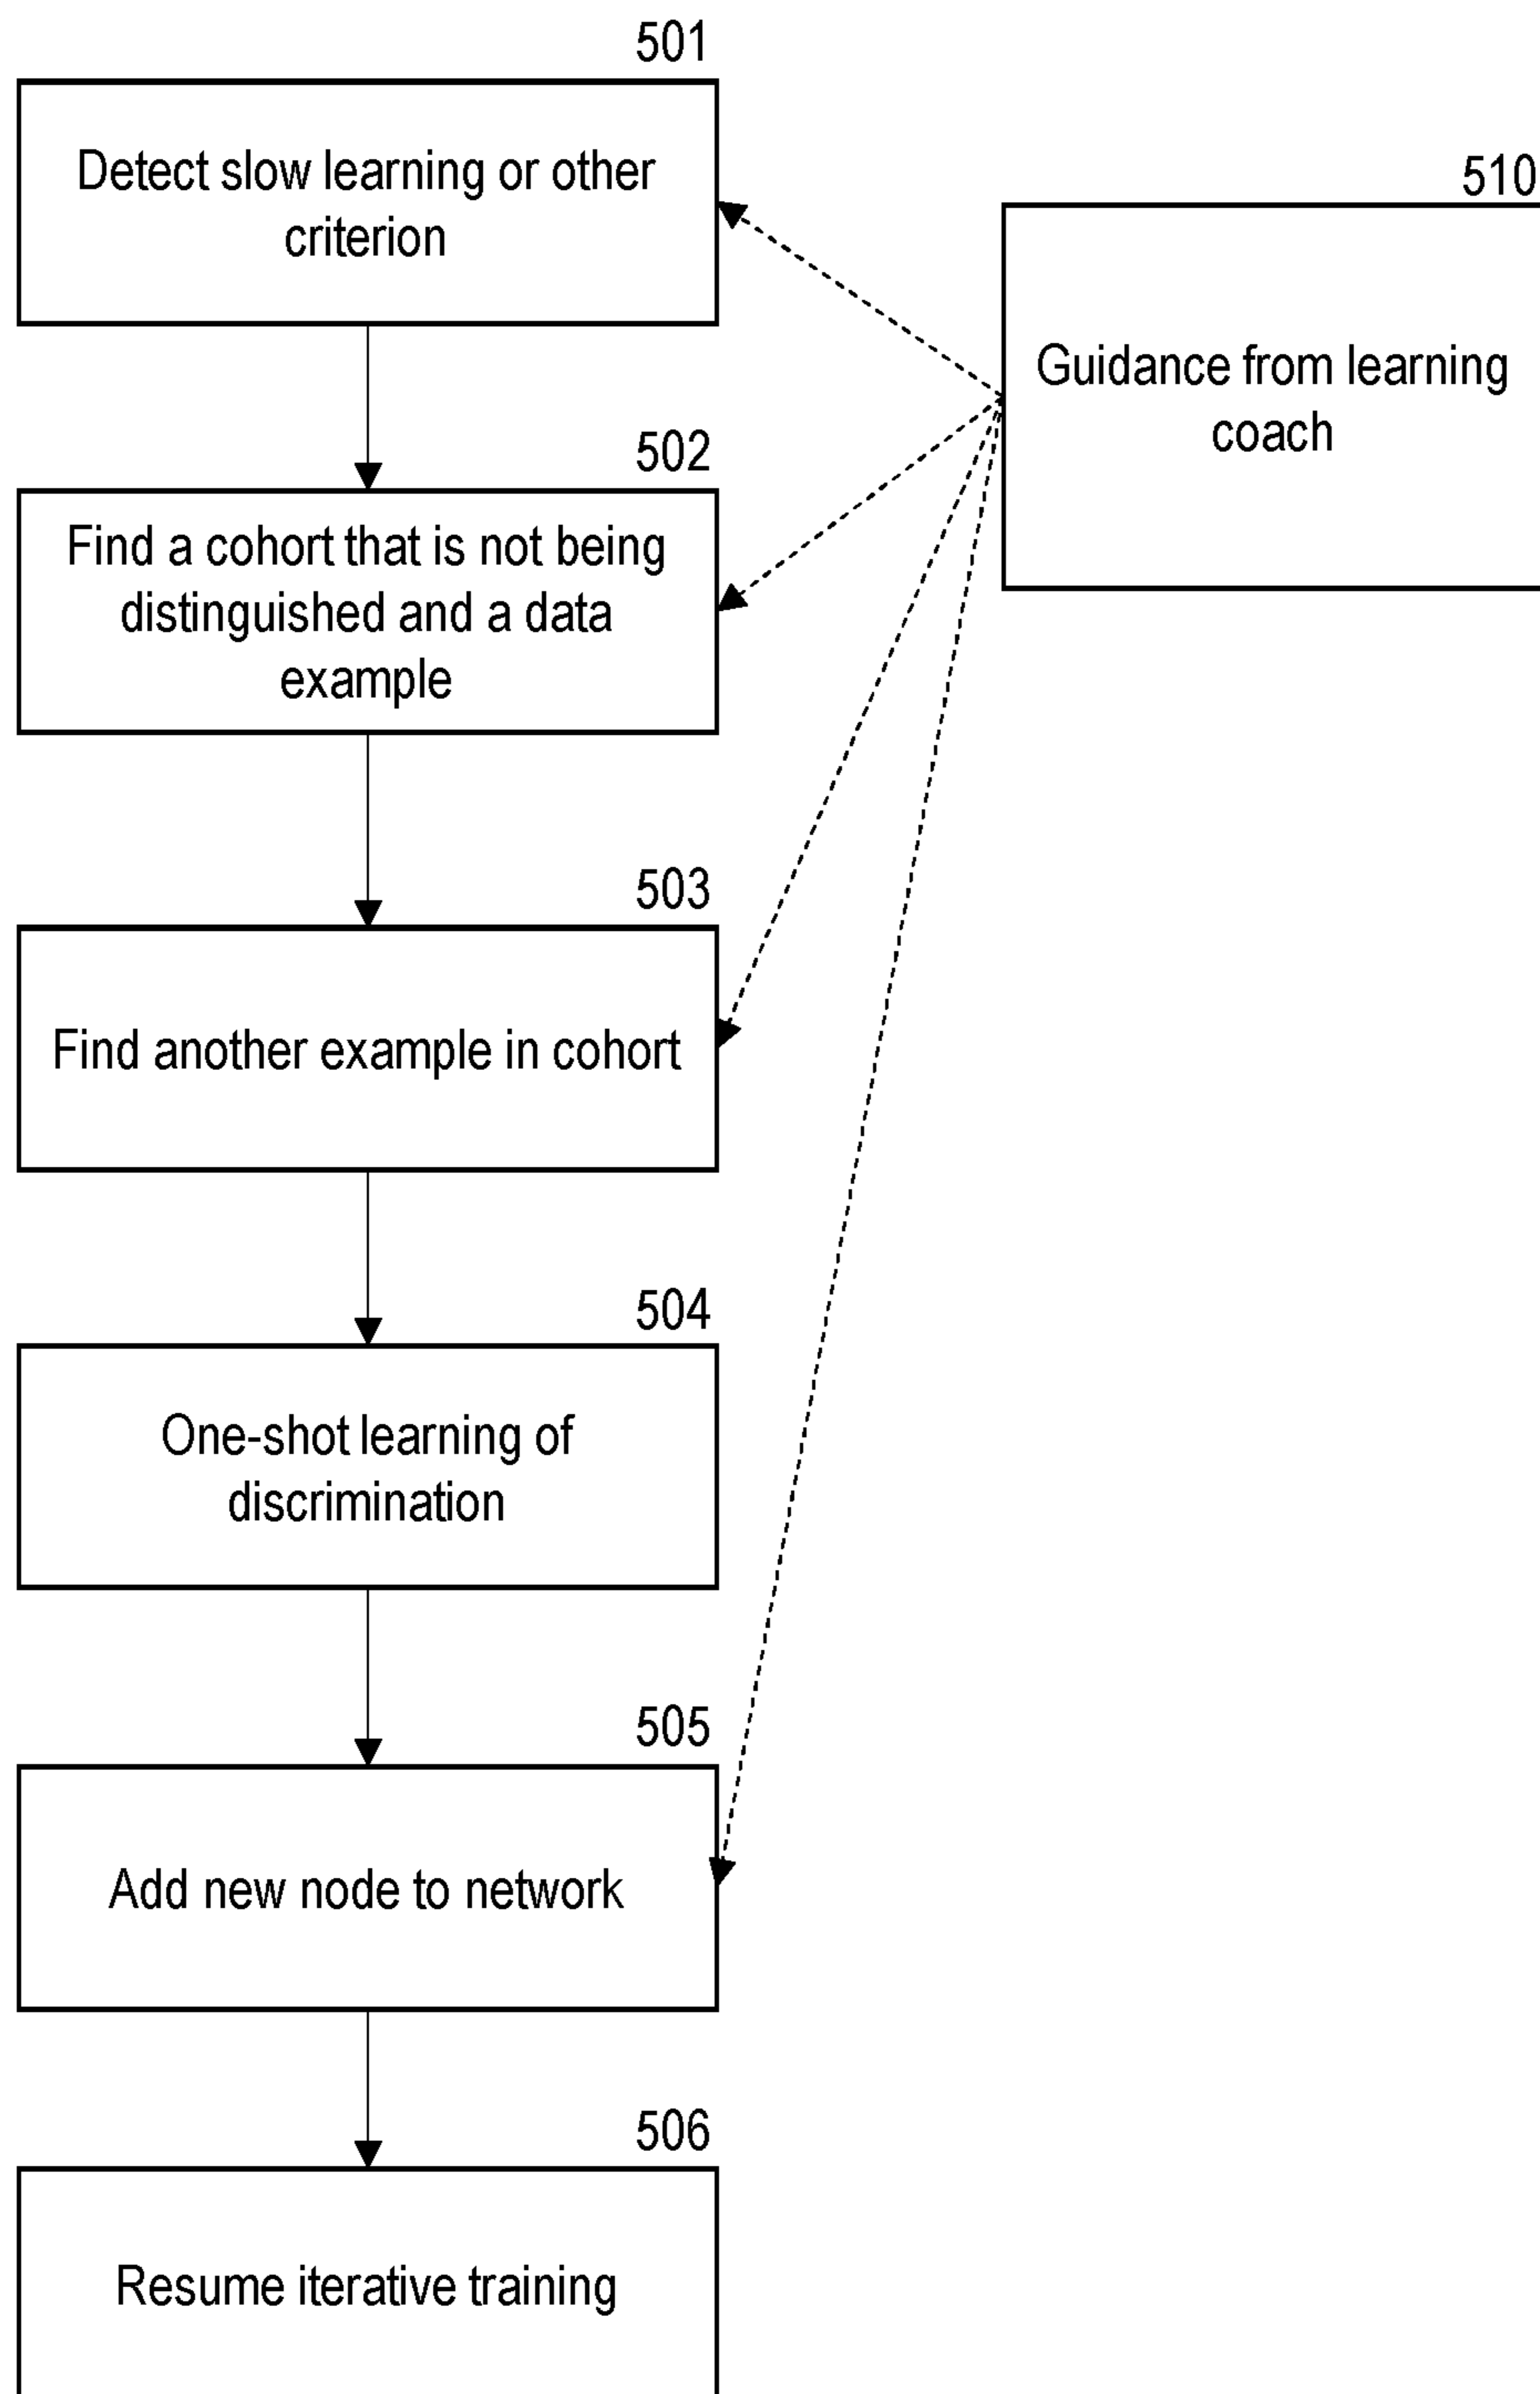 501
Detect slow learning or other
criterion
510
Guidance from learning
coach
502
Find a cohort that is not being
distinguished and a data
example
503
Find another example in cohort
504
One-shot learning of
discrimination
505
Add new node to network
506
Resume iterative training